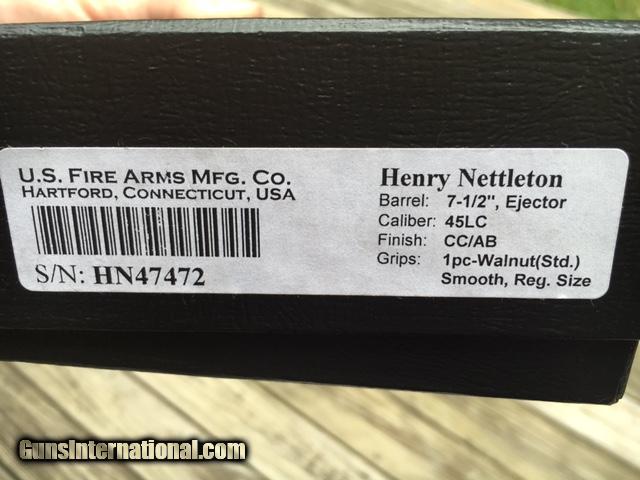 U.S. FIRE ARMS MFG. CO.
HARTFORD, CONNECTICUT, USA
S/N: HN47472
Henry Nettleton
Barrel: 7-1/2", Ejector
Caliber: 45LC
Finish: CC/AB
Grips: 1pc-Walnut(Std.)
Smooth, Reg. Size
GunsInternational.com